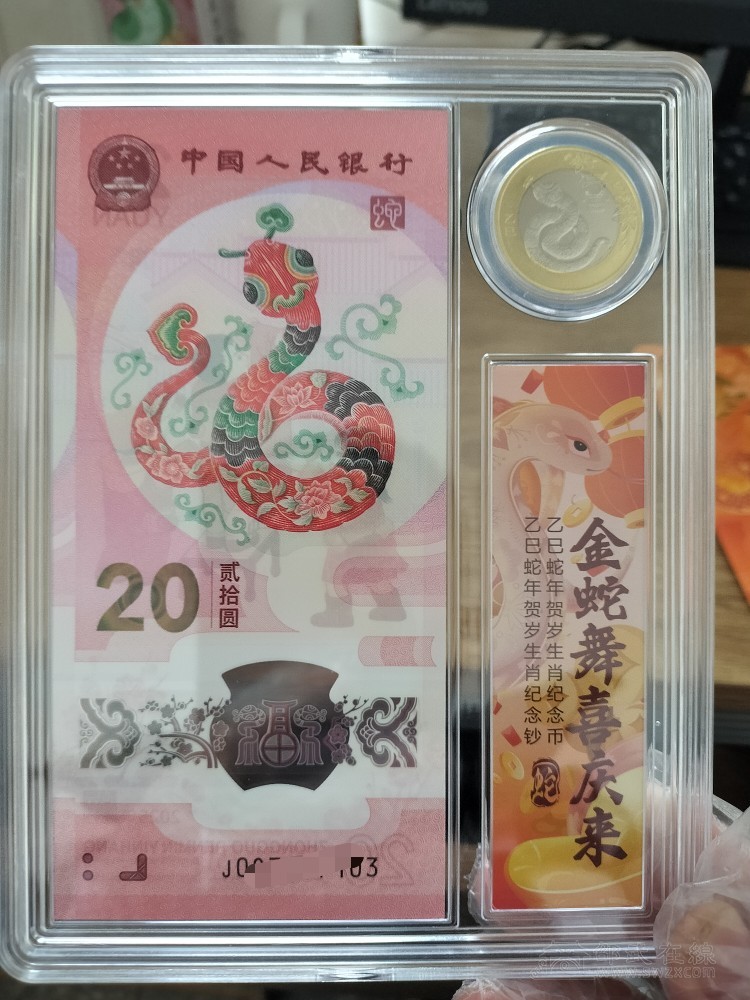 LENOVO
中国人民银行
蛇
20
贰拾圆
福
金蛇舞喜庆来
乙巳蛇年贺岁生肖纪念币
乙巳蛇年贺岁生肖纪念钞